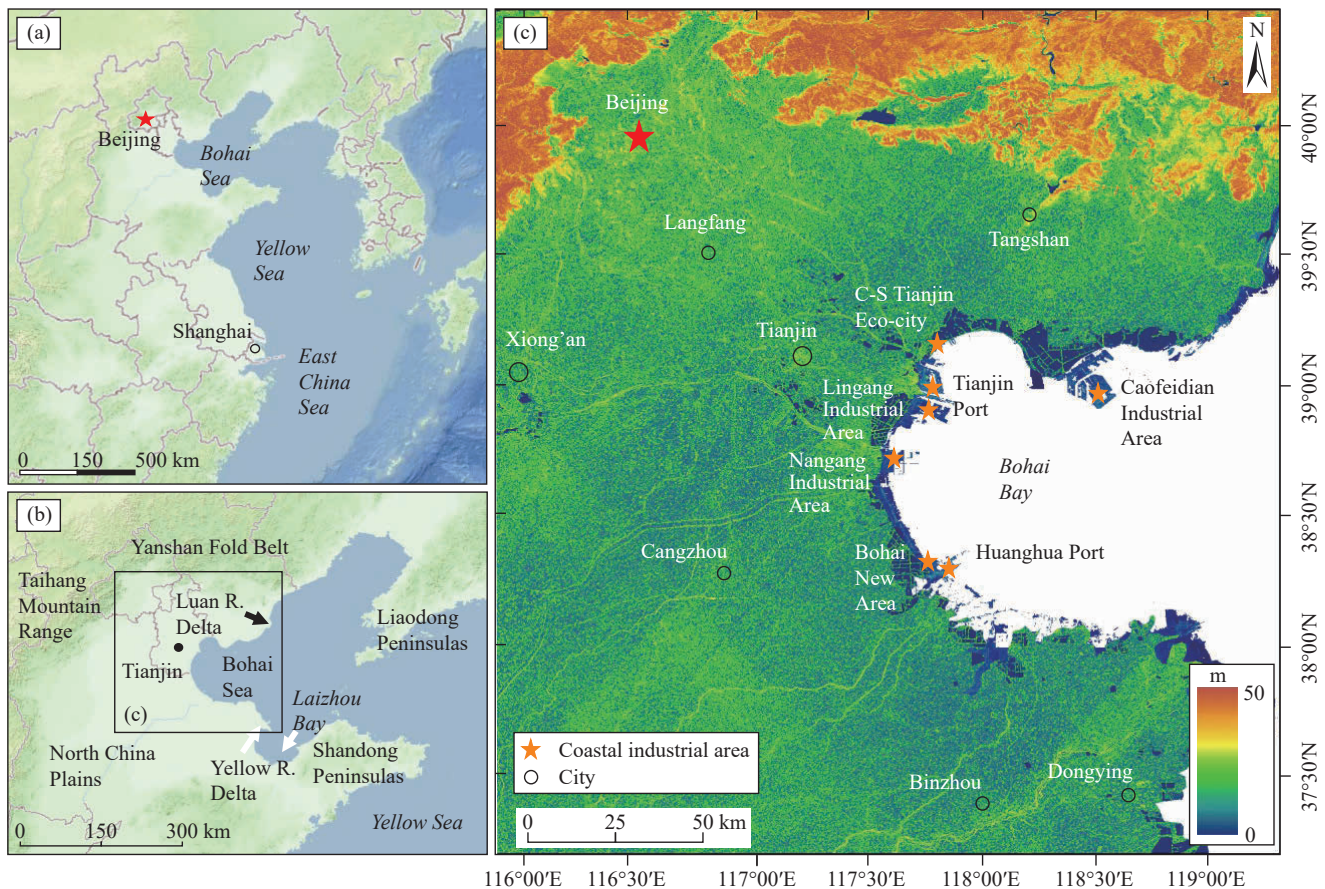 (a)
Beijing
Bohai
Sea
Yellow
Sea
Shanghai
East
China
Sea
0 150 500 km
(b)
Yanshan Fold Belt
Taihang
Mountain
Range
Luan R.
Delta
Liaodong
Peninsulas
Tianjin
Bohai
Sea
Laizhou
Bay
(c)
North China
Plains
Yellow R.
Delta
Shandong
Peninsulas
0 150 300 km
Yellow Sea
(c)
N
Beijing
Langfang
Tangshan
C-S Tianjin
Eco-city
Xiong’an
Tianjin
Lingang
Industrial
Area
Tianjin
Port
Caofeidian
Industrial
Area
Nangang
Industrial
Area
Bohai
Bay
Cangzhou
Bohai
New
Area
Huanghua Port
m
50
0
Coastal industrial area
City
Binzhou
Dongying
0 25 50 km
40°00′N
39°30′N
39°00′N
38°30′N
38°00′N
37°30′N
116°00′E 116°30′E 117°00′E 117°30′E 118°00′E 118°30′E 119°00′E